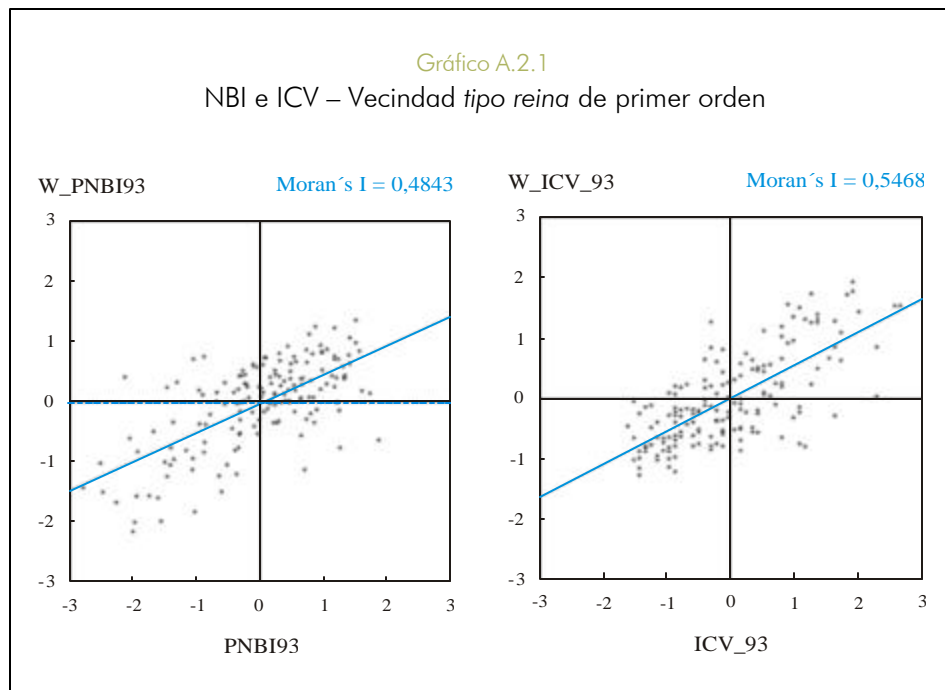 Gráfico A.2.1
NBI e ICV – Vecindad tipo reina de primer orden
W_PNBI93
Moran´s I = 0,4843
3
2
1
0
-1
-2
-3
-3 -2 -1 0 1 2 3
PNBI93
W_ICV_93
Moran´s I = 0,5468
3
2
1
0
-1
-2
-3
-3 -2 -1 0 1 2 3
ICV_93